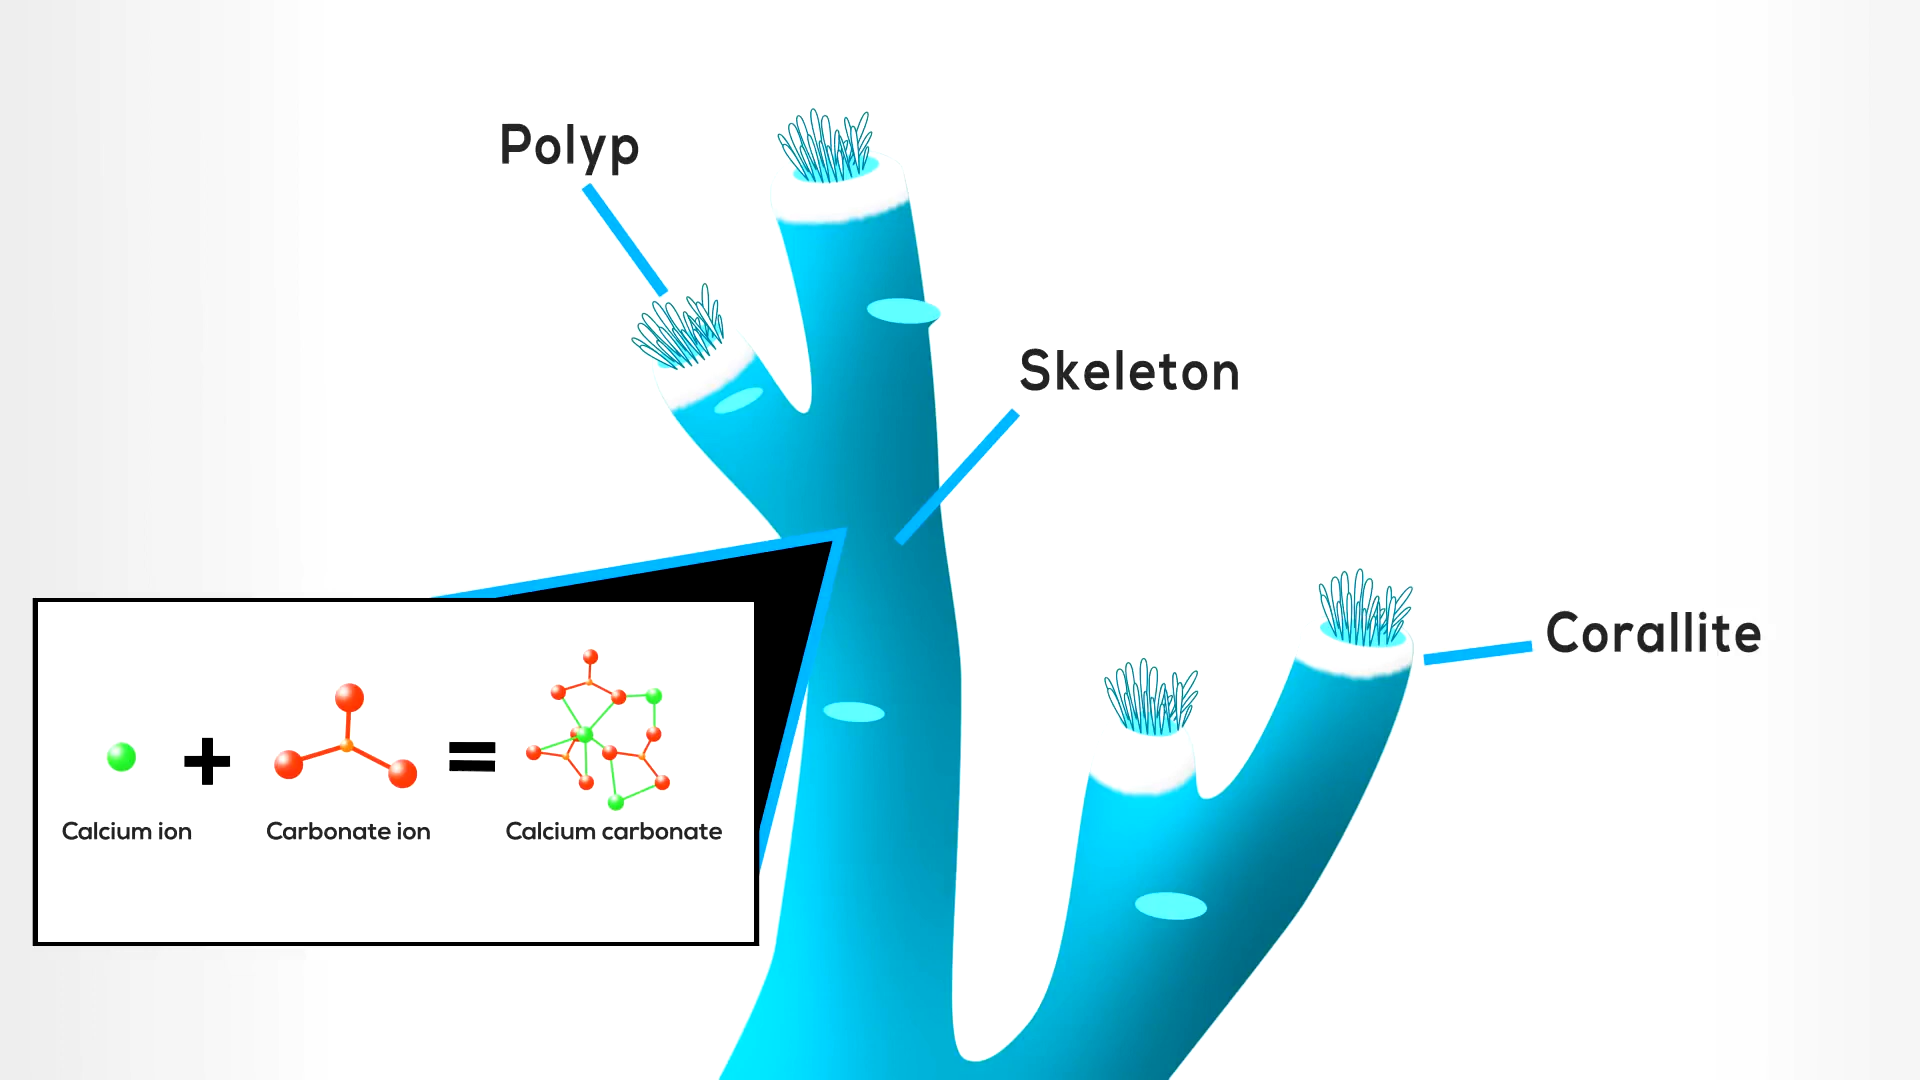 Polyp
Skeleton
Corallite
+
=
Calcium ion
Carbonate ion
Calcium carbonate